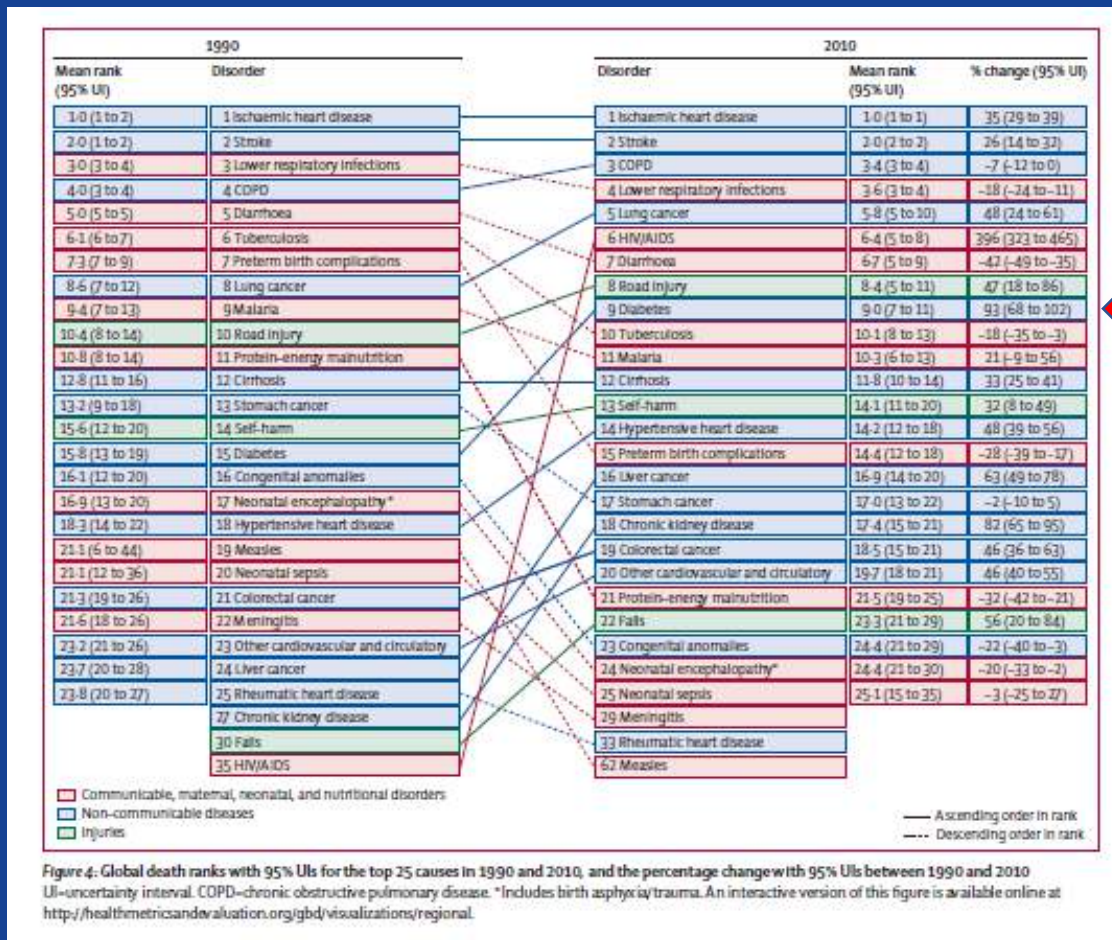 1990
2010
Mean rank (95% UI) Disorder
Disorder Mean rank (95% UI) % change (95% UI)
1·0 (1 to 2) 1 Ischaemic heart disease 1 Ischaemic heart disease 1·0 (1 to 1) 35 (29 to 39)
2·0 (1 to 2) 2 Stroke 2 Stroke 2·0 (2 to 2) 26 (14 to 32)
3·0 (3 to 4) 3 Lower respiratory infections 3 COPD 3·4 (3 to 4) –7 (–12 to 0)
4·0 (3 to 4) 4 COPD 4 Lower respiratory infections 3·6 (3 to 4) –18 (–24 to –11)
5·0 (5 to 5) 5 Diarrhoea 5 Lung cancer 5·8 (5 to 10) 48 (24 to 61)
6·1 (6 to 7) 6 Tuberculosis 6 HIV/AIDS 6·4 (5 to 8) 396 (323 to 465)
7·3 (7 to 9) 7 Preterm birth complications 7 Diarrhoea 6·7 (5 to 9) –42 (–49 to –35)
8·6 (7 to 12) 8 Lung cancer 8 Road injury 8·4 (5 to 11) 47 (18 to 86)
9·4 (7 to 13) 9 Malaria 9 Diabetes 9·0 (7 to 11) 93 (68 to 102)
10·4 (8 to 14) 10 Road injury 10 Tuberculosis 10·1 (8 to 13) –18 (–35 to –3)
10·8 (8 to 14) 11 Protein–energy malnutrition 11 Malaria 10·3 (6 to 13) 21 (–9 to 56)
12·8 (11 to 16) 12 Cirrhosis 12 Cirrhosis 11·8 (10 to 14) 33 (25 to 41)
13·2 (9 to 18) 13 Stomach cancer 13 Self-harm 14·1 (11 to 20) 32 (8 to 49)
15·6 (12 to 20) 14 Self-harm 14 Hypertensive heart disease 14·2 (12 to 18) 48 (39 to 56)
15·8 (13 to 19) 15 Diabetes 15 Preterm birth complications 14·4 (12 to 18) –28 (–39 to –17)
16·1 (12 to 20) 16 Congenital anomalies 16 Liver cancer 16·9 (14 to 20) 63 (49 to 78)
16·9 (13 to 20) 17 Neonatal encephalopathy* 17 Stomach cancer 17·0 (13 to 22) –2 (–10 to 5)
18·3 (14 to 22) 18 Hypertensive heart disease 18 Chronic kidney disease 17·4 (15 to 21) 82 (65 to 95)
21·1 (6 to 44) 19 Measles 19 Colorectal cancer 18·5 (15 to 21) 46 (36 to 63)
21·1 (12 to 36) 20 Neonatal sepsis 20 Other cardiovascular and circulatory 19·7 (18 to 21) 46 (40 to 55)
21·3 (19 to 26) 21 Colorectal cancer 21 Protein–energy malnutrition 21·5 (19 to 25) –32 (–42 to –21)
21·6 (18 to 26) 22 Meningitis 22 Falls 23·3 (21 to 29) 56 (20 to 84)
23·2 (21 to 26) 23 Other cardiovascular and circulatory 23 Congenital anomalies 24·4 (21 to 29) –22 (–40 to –3)
23·7 (20 to 28) 24 Liver cancer 24 Neonatal encephalopathy* 24·4 (21 to 30) –20 (–33 to –2)
23·8 (20 to 27) 25 Rheumatic heart disease 25 Neonatal sepsis 25·1 (15 to 35) –3 (–25 to 27)
27 Chronic kidney disease 29 Meningitis
30 Falls 33 Rheumatic heart disease
35 HIV/AIDS 62 Measles
Communicable, maternal, neonatal, and nutritional disorders
Non-communicable diseases
Injuries
Ascending order in rank
Descending order in rank
Figure 4: Global death ranks with 95% UIs for the top 25 causes in 1990 and 2010, and the percentage change with 95% UIs between 1990 and 2010
UI=uncertainty interval. COPD=chronic obstructive pulmonary disease. *Includes birth asphyxia/trauma. An interactive version of this figure is available online at
http://healthmetricsandevaluation.org/gbd/visualizations/regional.